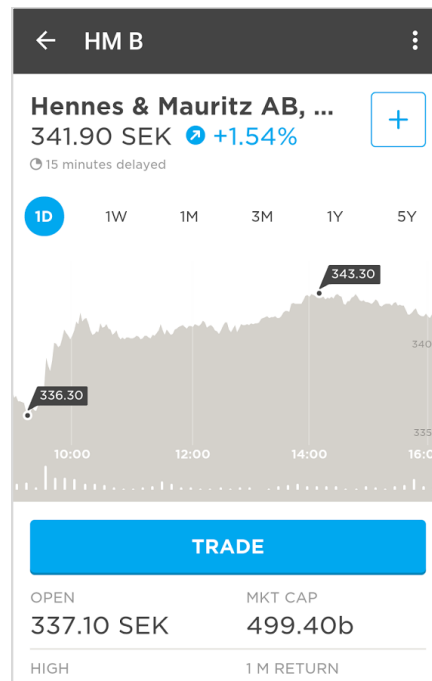 HM B
Hennes & Mauritz AB, ...
341.90 SEK +1.54%
15 minutes delayed
1D 1W 1M 3M 1Y 5Y
343.30
340
336.30
335
10:00 12:00 14:00 16:0
TRADE
OPEN MKT CAP
337.10 SEK 499.40b
HIGH 1 M RETURN